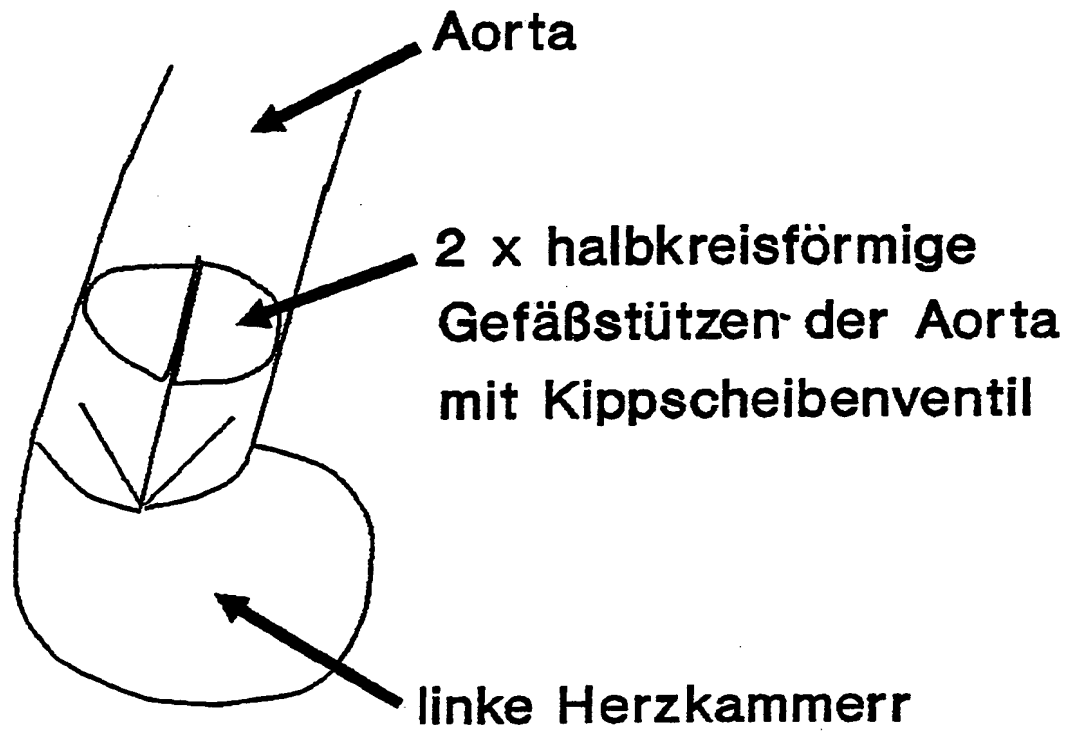 Aorta
2 x halbkreisförmige
Gefäßstützen der Aorta
mit Kippscheibenventil
linke Herzkammerr